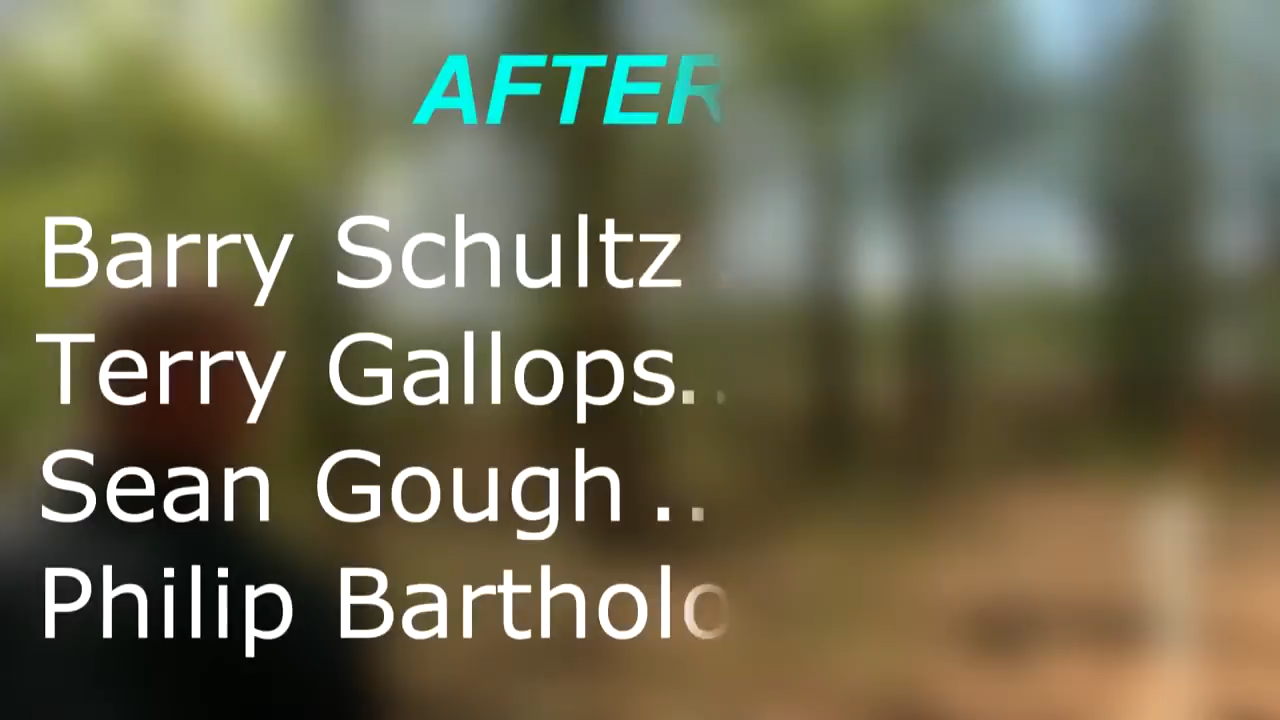 AFTER
Barry Schultz
Terry Gallops. .
Sean Gough ..
Philip Bartholo